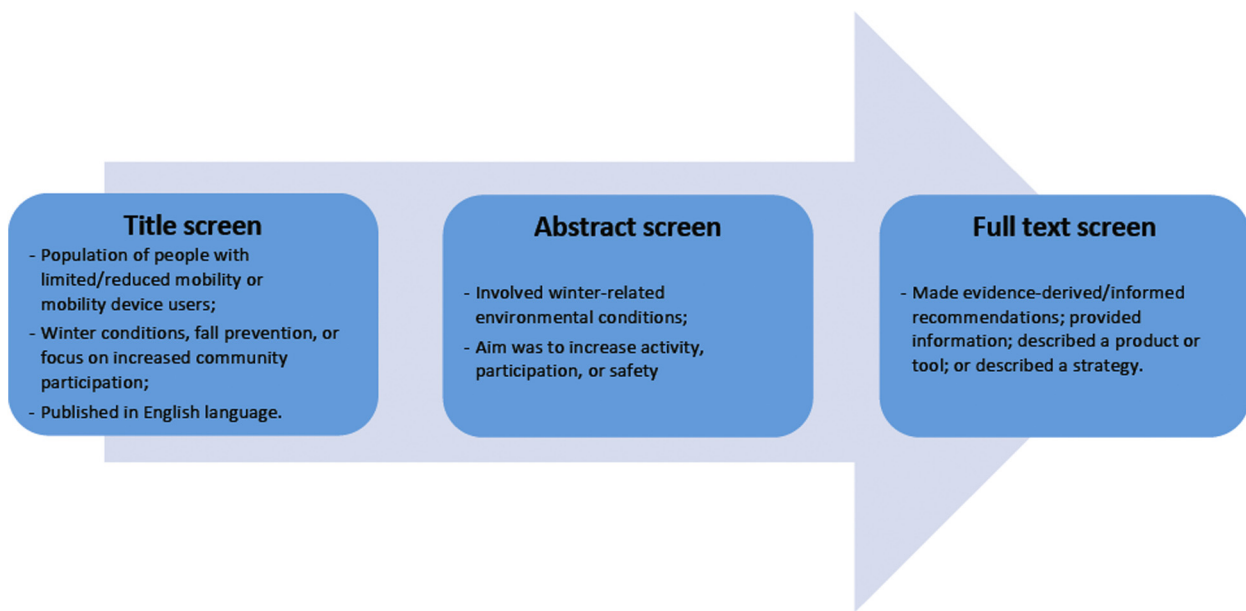 Title screen
- Population of people with
limited/reduced mobility or
mobility device users;
- Winter conditions, fall prevention, or
focus on increased community
participation;
- Published in English language.
Abstract screen
- Involved winter-related
environmental conditions;
- Aim was to increase activity,
participation, or safety
Full text screen
- Made evidence-derived/informed
recommendations; provided
information; described a product or
tool; or described a strategy.